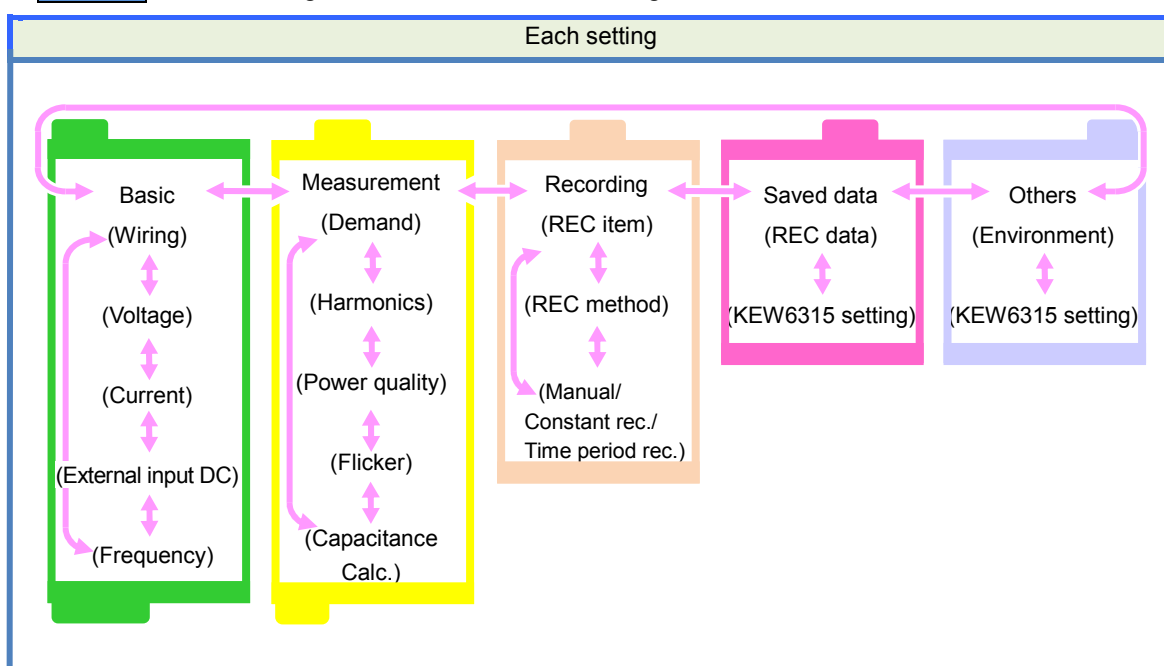 Each setting
Basic
(Wiring)
(Voltage)
(Current)
(External input DC)
(Frequency)
Measurement
(Demand)
(Harmonics)
(Power quality)
(Flicker)
(Capacitance
Calc.)
Recording
(REC item)
(REC method)
(Manual/
Constant rec./
Time period rec.)
Saved data
(REC data)
(KEW6315 setting)
Others
(Environment)
(KEW6315 setting)